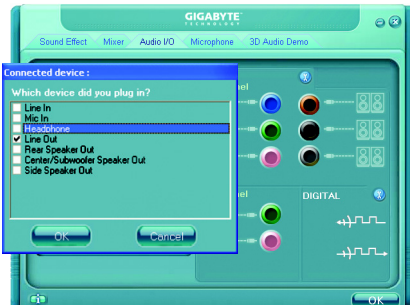 GIGABYTE
TECHNOLOGY
Sound Effect
Mixer
Audio I/O
Microphone
3D Audio Demo
Connected device :
Which device did you plug in?
Line In
Mic In
Headphone
Line Out
Rear Speaker Out
Center/Subwoofer Speaker Out
Side Speaker Out
OK
Cancel
DIGITAL
OK